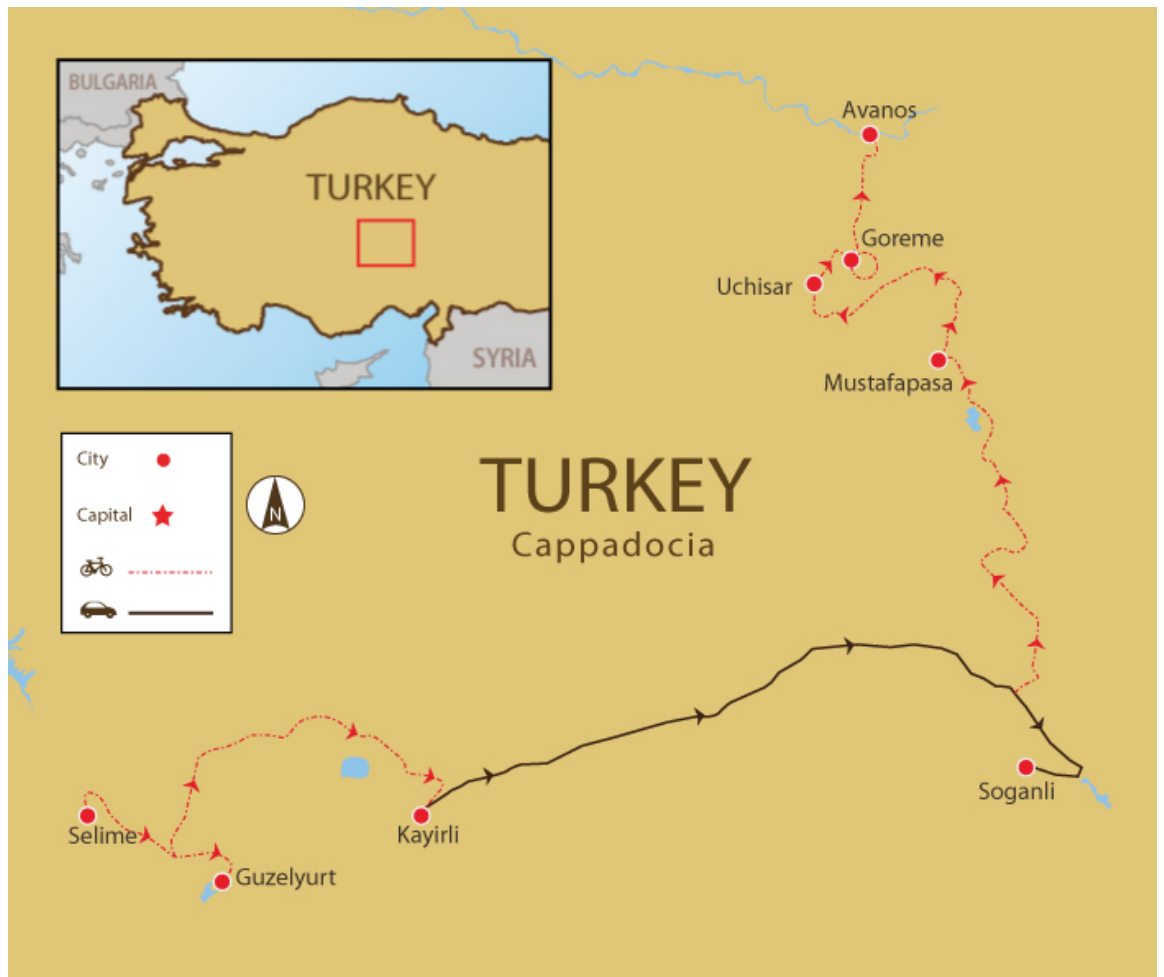 BULGARIA
TURKEY
SYRIA
Avanos
Goreme
Uchisar
Mustafapasa
City
Capital
N
TURKEY
Cappadocia
Soganli
Selime
Kayirli
Guzelyurt